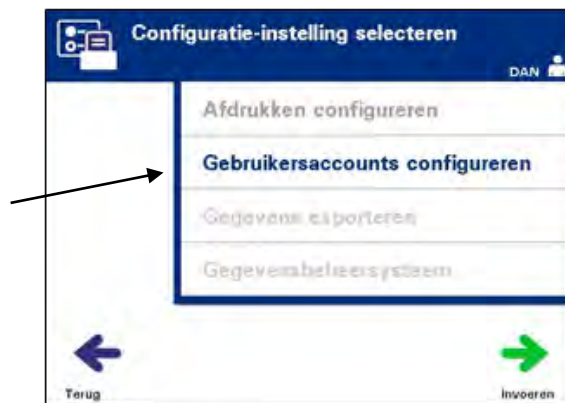 Configuratie-instelling selecteren
DAN
Afdrukken configureren
Gebruikersaccounts configureren
Gegevens exporteren
Gegevensbeheersysteem
Terug
Invoeren